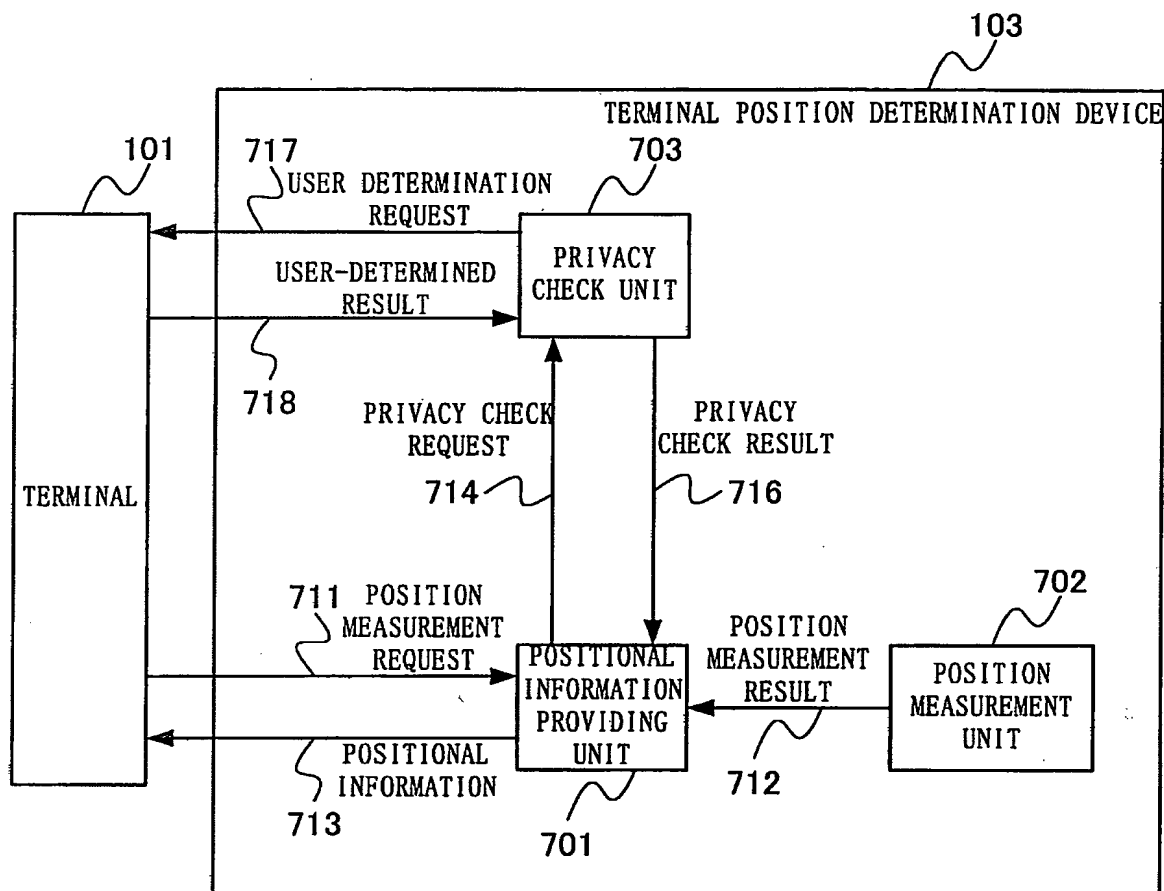 103
TERMINAL POSITION DETERMINATION DEVICE
101
717
USER DETERMINATION
REQUEST
703
PRIVACY
CHECK UNIT
USER-DETERMINED
RESULT
718
PRIVACY CHECK
REQUEST
714
PRIVACY
CHECK RESULT
716
TERMINAL
711
POSITION
MEASUREMENT
REQUEST
POSITIONAL
INFORMATION
PROVIDING
UNIT
POSITION
MEASUREMENT
RESULT
702
POSITION
MEASUREMENT
UNIT
POSITIONAL
INFORMATION
713
701
712